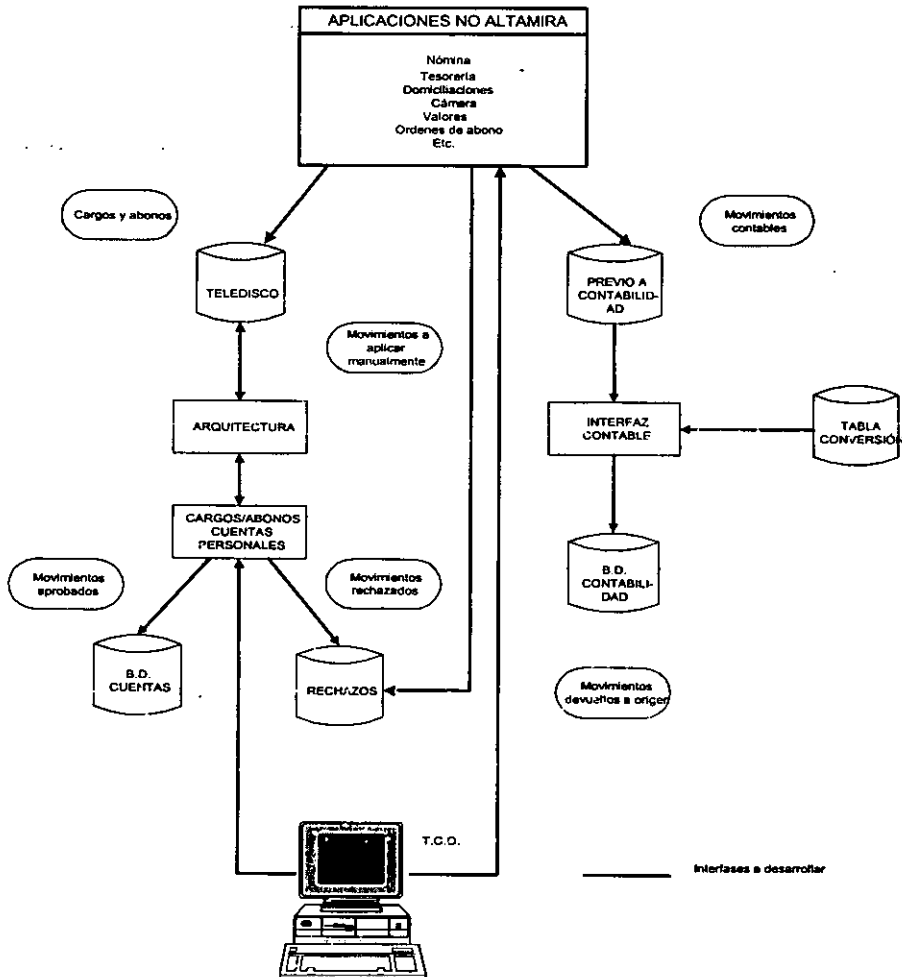 APLICACIONES NO ALTAMIRA
Nómina
Tesorería
Domiciliaciones
Cámara
Valores
Ordenes de abono
Etc.
Cargos y abonos
Movimientos
contables
TELEDISCO
PREVIO A
CONTABILID-
AD
Movimientos a
aplicar
manualmente
ARQUITECTURA
INTERFAZ
CONTABLE
TABLA
CONVERSIÓN
CARGOS/ABONOS
CUENTAS
PERSONALES
Movimientos
aprobados
Movimientos
rechazados
B.D.
CONTABILI-
DAD
B.D.
CUENTAS
RECHAZOS
Movimientos
devueltos a origen
T.C.O.
Interfases a desarrollar